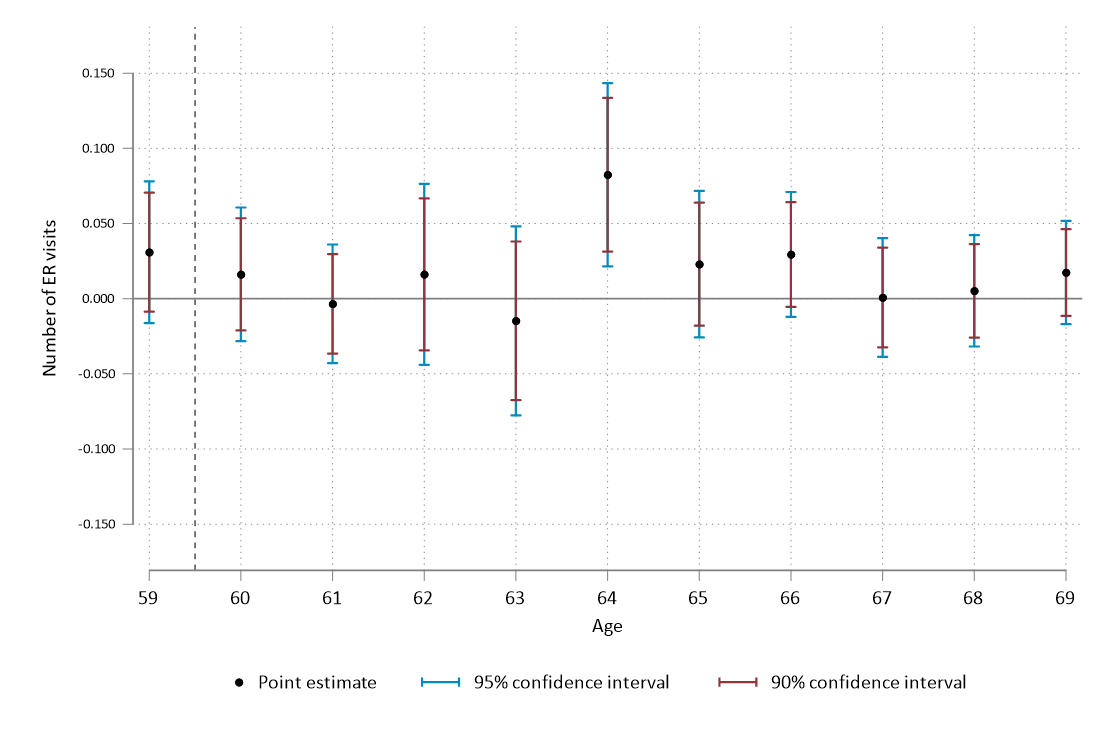 Number of ER visits
0.150
0.100
0.050
0.000
-0.050
-0.100
-0.150
59 60 61 62 63 64 65 66 67 68 69
Age
Point estimate 95% confidence interval 90% confidence interval